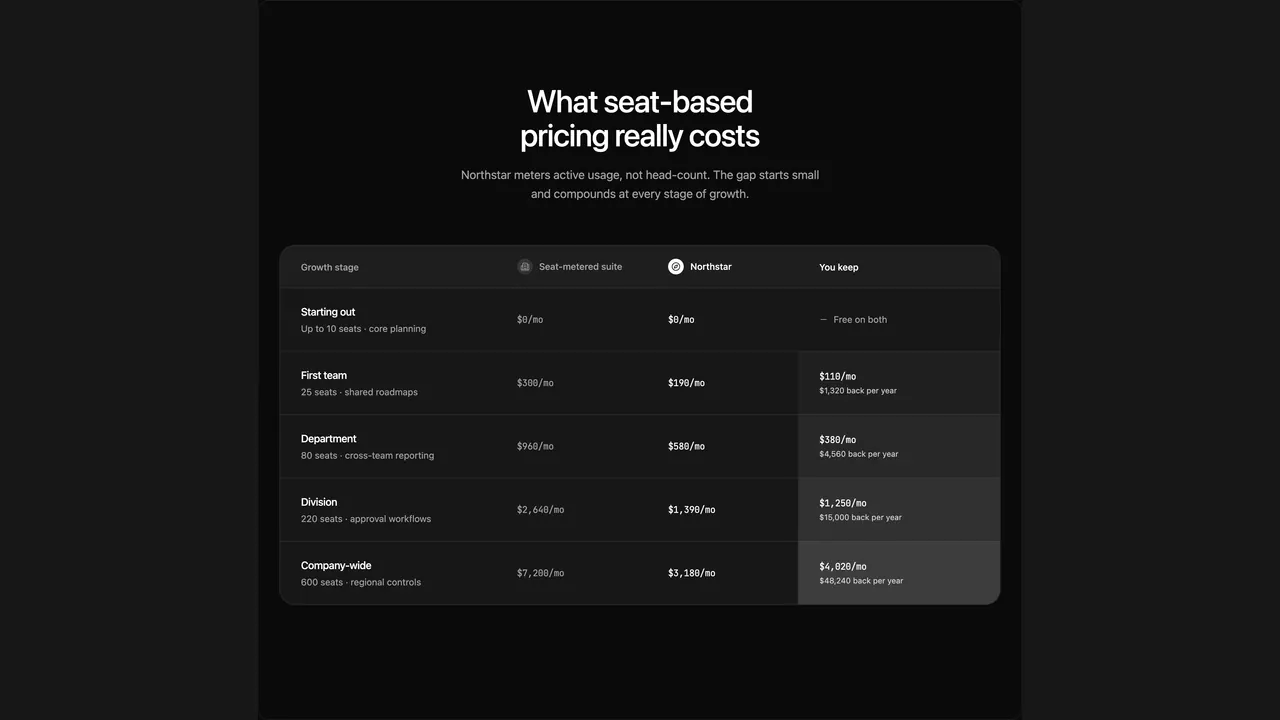 What seat-based
pricing really costs
Northstar meters active usage, not head-count. The gap starts small
and compounds at every stage of growth.
Growth stage
Seat-metered suite
Northstar
You keep
Starting out
Up to 10 seats · core planning
$0/mo
$0/mo
— Free on both
First team
25 seats · shared roadmaps
$300/mo
$190/mo
$110/mo
$1,320 back per year
Department
80 seats · cross-team reporting
$960/mo
$580/mo
$380/mo
$4,560 back per year
Division
220 seats · approval workflows
$2,640/mo
$1,390/mo
$1,250/mo
$15,000 back per year
Company-wide
600 seats · regional controls
$7,200/mo
$3,180/mo
$4,020/mo
$48,240 back per year